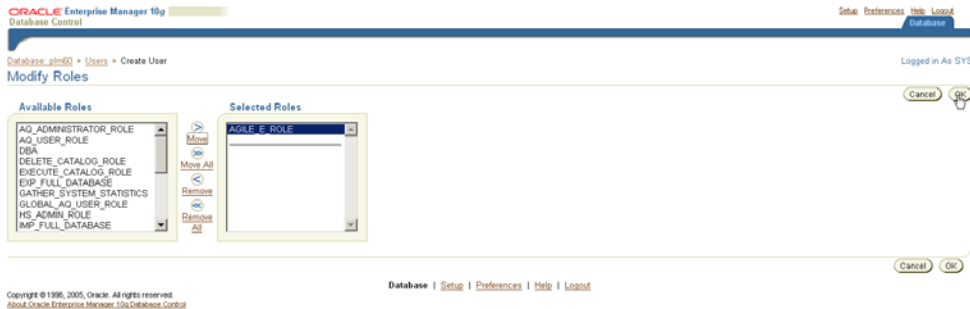 ORACLE Enterprise Manager 10g
Database Control
Setup Preferences Help Logout
Database
Database: plm60 > Users > Create User
Logged in As SYS
Modify Roles
Cancel OK
Available Roles
Selected Roles
AQ_ADMINISTRATOR_ROLE
AQ_USER_ROLE
DBA
DELETE_CATALOG_ROLE
EXECUTE_CATALOG_ROLE
EXP_FULL_DATABASE
GATHER_SYSTEM_STATISTICS
GLOBAL_AQ_USER_ROLE
HS_ADMIN_ROLE
IMP_FULL_DATABASE
Move
Move All
Remove
Remove
All
AGILE_E_ROLE
Cancel OK
Database | Setup | Preferences | Help | Logout
Copyright © 1996, 2005, Oracle. All rights reserved.
About Oracle Enterprise Manager 10g Database Control